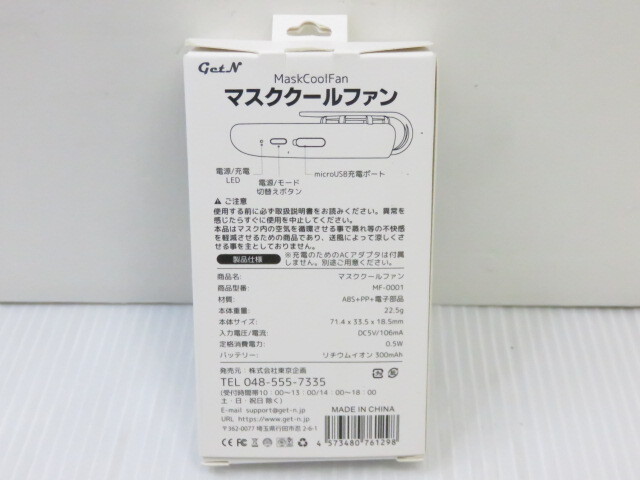 Get.N
MaskCoolFan
マスククールファン
電源/充電
LED
電源/モード
切替えボタン
microUSB充電ポート
⚠ ご注意
使用する前に必ず取扱説明書をお読みください。異常を
感じたらすぐに使用を中止してください。
本品はマスク内の空気を循環させる事で蒸れ等の不快感
を軽減させるための商品であり、送風によって涼しくさ
せる事を主としておりません。
製品仕様
※充電のためのACアダプタは付属
しません。別途ご用意ください。
商品名: マスククールファン
商品型番: MF-0001
材質: ABS+PP+電子部品
本体重量: 22.5g
本体サイズ: 71.4 x 33.5 x 18.5mm
入力電圧/電流: DC5V/106mA
定格消費電力: 0.5W
バッテリー: リチウムイオン 300mAh
発売元：株式会社東京企画
TEL 048-555-7335
(受付時間10：00〜13：00/14：00〜18：00
土・日・祝日 除く)
E-mail support@get-n.jp
URL https://www.get-n.jp
〒362-0077 埼玉県行田市宮 2-6-1
MADE IN CHINA
CE FC
4 573480 761298